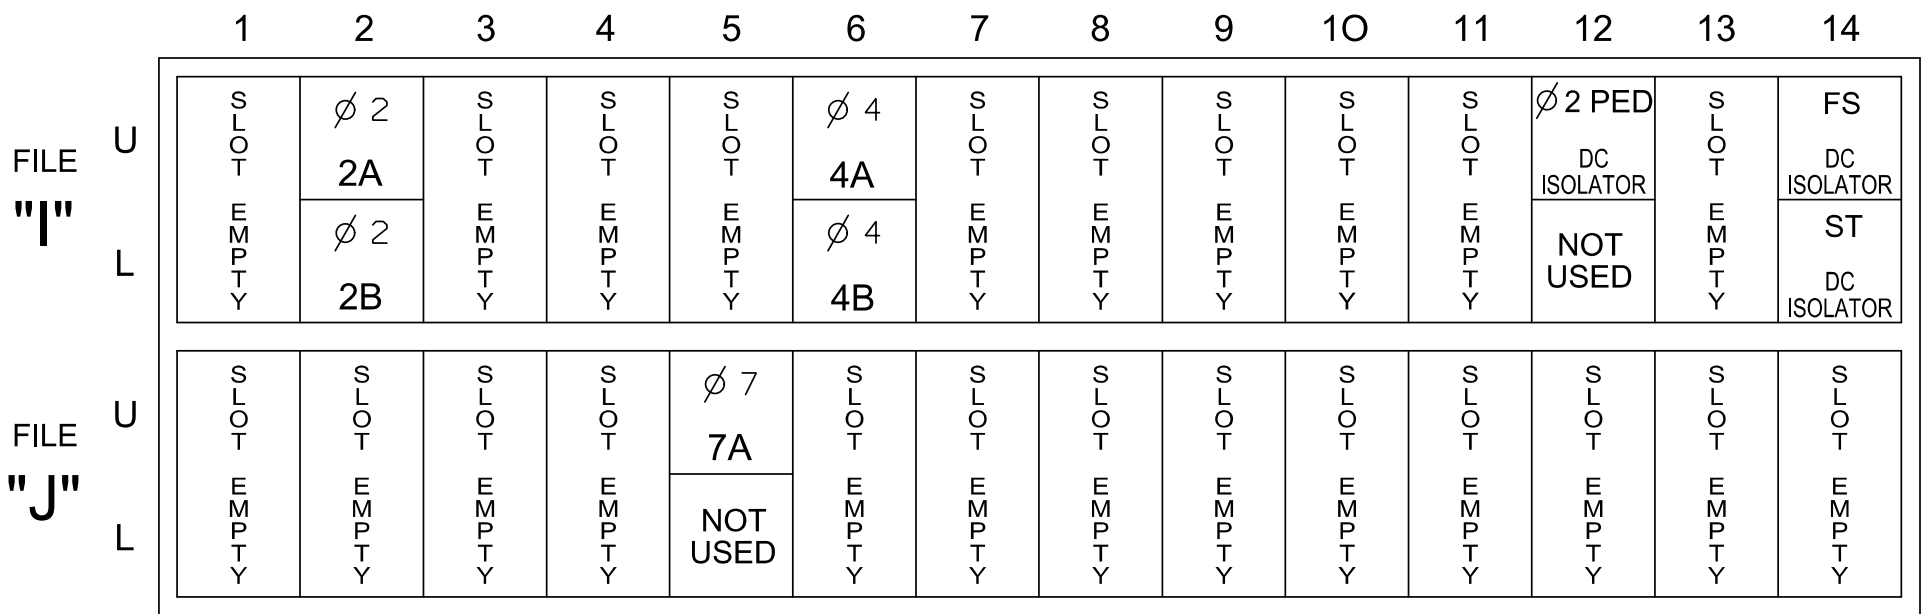 1 2 3 4 5 6 7 8 9 10 11 12 13 14
FILE
"I"
U
L
SLOT EMPTY
∅ 2
2A
∅ 2
2B
SLOT EMPTY
SLOT EMPTY
SLOT EMPTY
∅ 4
4A
∅ 4
4B
SLOT EMPTY
SLOT EMPTY
SLOT EMPTY
SLOT EMPTY
SLOT EMPTY
∅ 2 PED
DC
ISOLATOR
NOT
USED
SLOT EMPTY
FS
DC
ISOLATOR
ST
DC
ISOLATOR
FILE
"J"
U
L
SLOT EMPTY
SLOT EMPTY
SLOT EMPTY
SLOT EMPTY
∅ 7
7A
NOT
USED
SLOT EMPTY
SLOT EMPTY
SLOT EMPTY
SLOT EMPTY
SLOT EMPTY
SLOT EMPTY
SLOT EMPTY
SLOT EMPTY
SLOT EMPTY